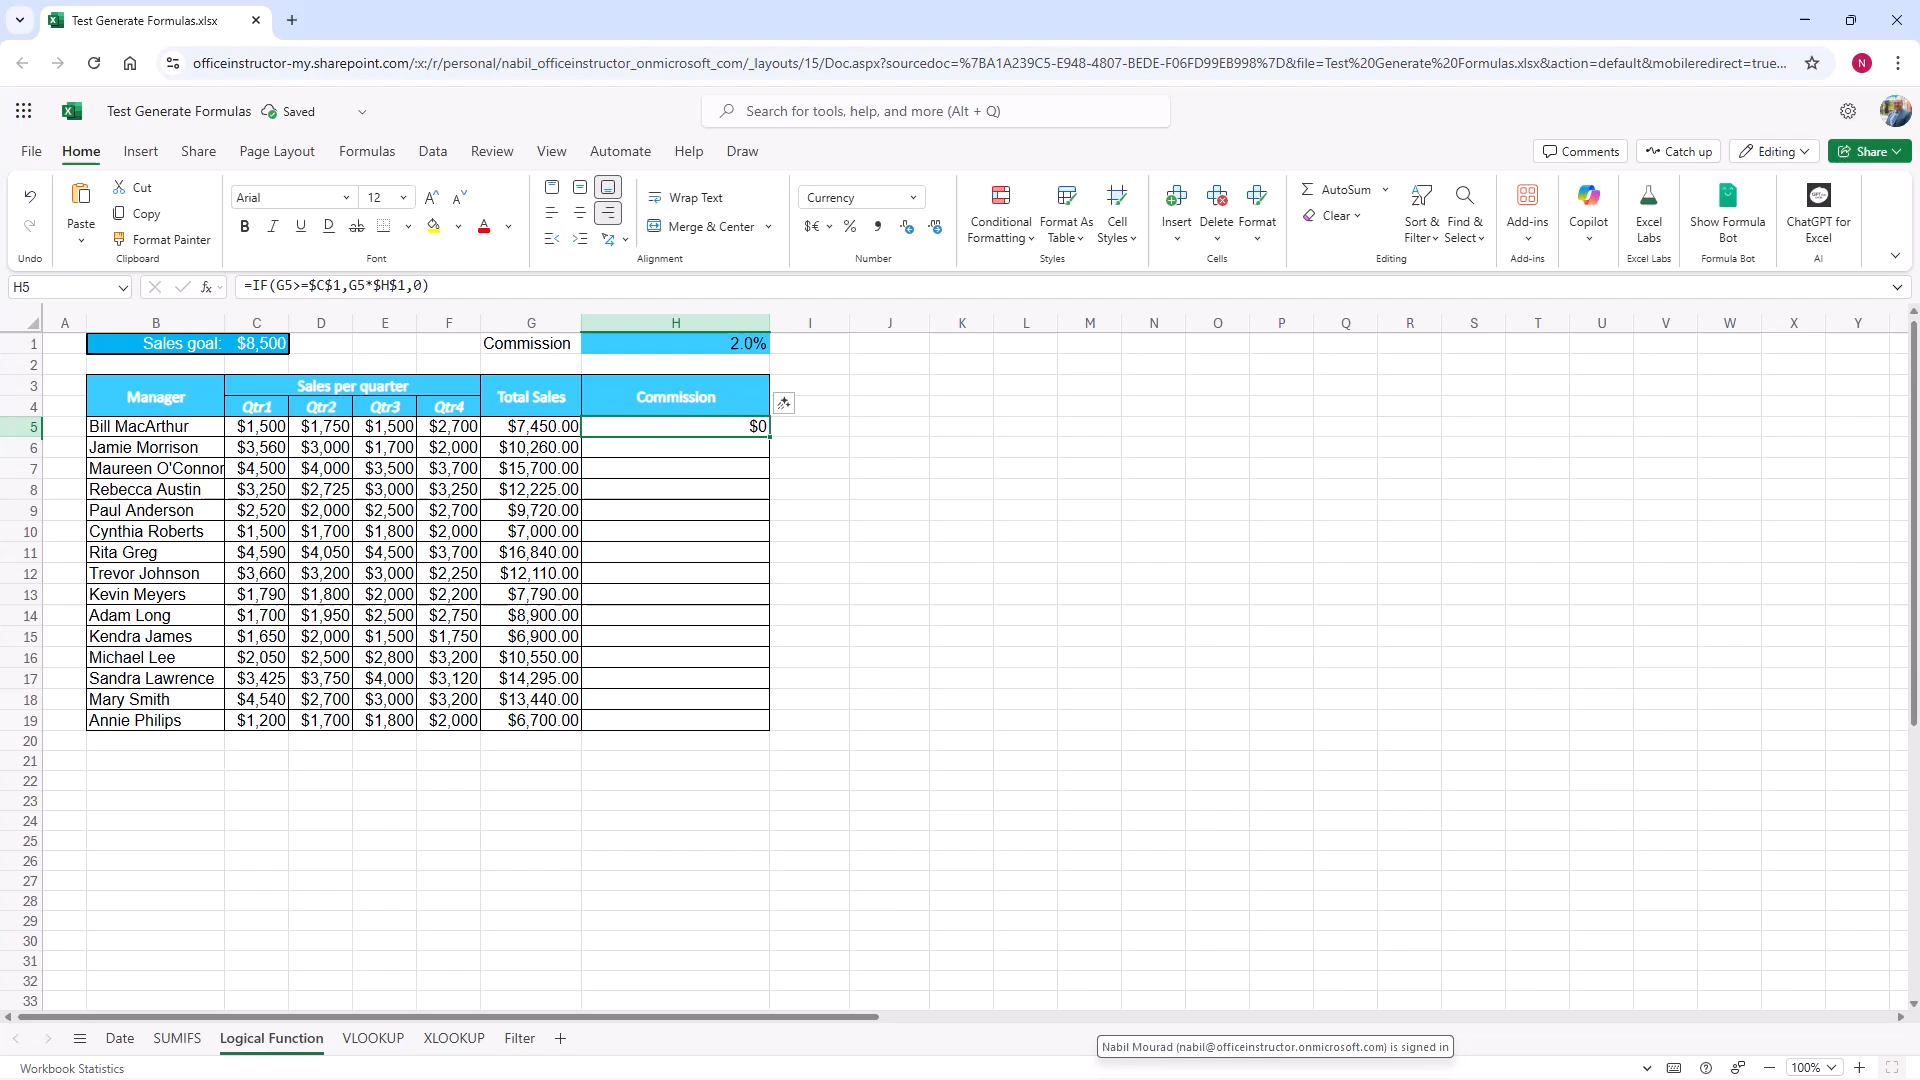 Test Generate Formulas.xlsx
officeinstructor-my.sharepoint.com/:x:/r/personal/nabil_officeinstructor_onmicrosoft_com/_layouts/15/Doc.aspx?sourcedoc=%7BA1A239C5-E948-4807-BEDE-F06FD99EB998%7D&file=Test%20Generate%20Formulas.xlsx&action=default&mobileredirect=true...
N
Test Generate Formulas Saved
Search for tools, help, and more (Alt + Q)
File Home Insert Share Page Layout Formulas Data Review View Automate Help Draw
Comments Catch up Editing Share
Paste Cut Copy Format Painter
Arial 12
Wrap Text
Merge & Center
Currency
Conditional Formatting Format As Table Cell Styles
Insert Delete Format
AutoSum Clear
Sort & Filter Find & Select
Add-ins
Copilot
Excel Labs
Show Formula Bot
ChatGPT for Excel
Undo Clipboard Font Alignment Number Styles Cells Editing Add-ins Excel Labs Formula Bot AI
H5 fx =IF(G5>=$C$1,G5*$H$1,0)
A B C D E F G H I J K L M N O P Q R S T U V W X Y
1 Sales goal: $8,500 Commission 2.0%
2
3 Manager Sales per quarter Total Sales Commission
4 Qtr1 Qtr2 Qtr3 Qtr4
5 Bill MacArthur $1,500 $1,750 $1,500 $2,700 $7,450.00 $0
6 Jamie Morrison $3,560 $3,000 $1,700 $2,000 $10,260.00
7 Maureen O'Connor $4,500 $4,000 $3,500 $3,700 $15,700.00
8 Rebecca Austin $3,250 $2,725 $3,000 $3,250 $12,225.00
9 Paul Anderson $2,520 $2,000 $2,500 $2,700 $9,720.00
10 Cynthia Roberts $1,500 $1,700 $1,800 $2,000 $7,000.00
11 Rita Greg $4,590 $4,050 $4,500 $3,700 $16,840.00
12 Trevor Johnson $3,660 $3,200 $3,000 $2,250 $12,110.00
13 Kevin Meyers $1,790 $1,800 $2,000 $2,200 $7,790.00
14 Adam Long $1,700 $1,950 $2,500 $2,750 $8,900.00
15 Kendra James $1,650 $2,000 $1,500 $1,750 $6,900.00
16 Michael Lee $2,050 $2,500 $2,800 $3,200 $10,550.00
17 Sandra Lawrence $3,425 $3,750 $4,000 $3,120 $14,295.00
18 Mary Smith $4,540 $2,700 $3,000 $3,200 $13,440.00
19 Annie Philips $1,200 $1,700 $1,800 $2,000 $6,700.00
20
21
22
23
24
25
26
27
28
29
30
31
32
33
Date SUMIFS Logical Function VLOOKUP XLOOKUP Filter
Nabil Mourad (nabil@officeinstructor.onmicrosoft.com) is signed in
Workbook Statistics
100%